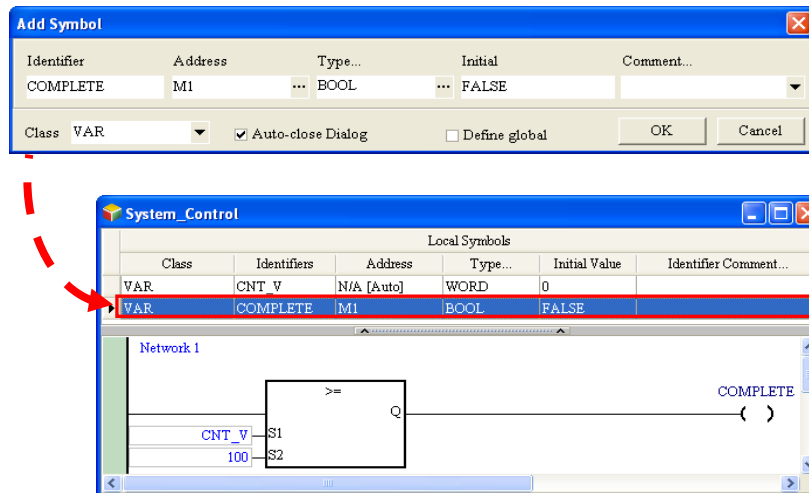 Add Symbol
Identifier Address Type... Initial Comment...
COMPLETE M1 ... BOOL ... FALSE
Class VAR Auto-close Dialog Define global OK Cancel
System_Control
Local Symbols
Class Identifiers Address Type... Initial Value Identifier Comment...
VAR CNT_V N/A [Auto] WORD 0
VAR COMPLETE M1 BOOL FALSE
Network 1
>=
COMPLETE
Q
CNT_V S1
100 S2